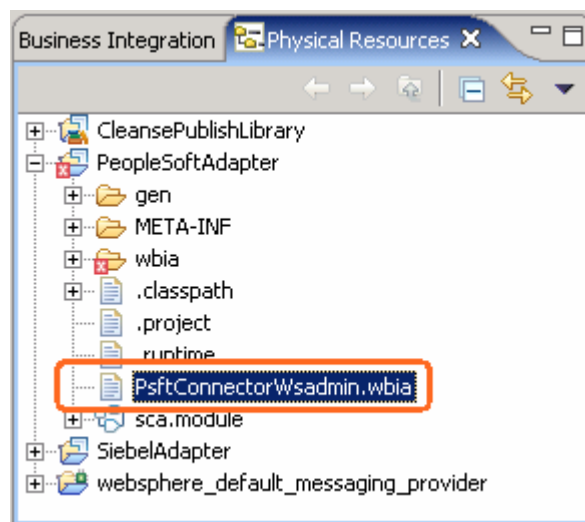 Business Integration Physical Resources
CleansePublishLibrary
PeopleSoftAdapter
gen
META-INF
wbia
.classpath
.project
.runtime
PsftConnectorWsadmin.wbia
sca.module
SiebelAdapter
websphere_default_messaging_provider